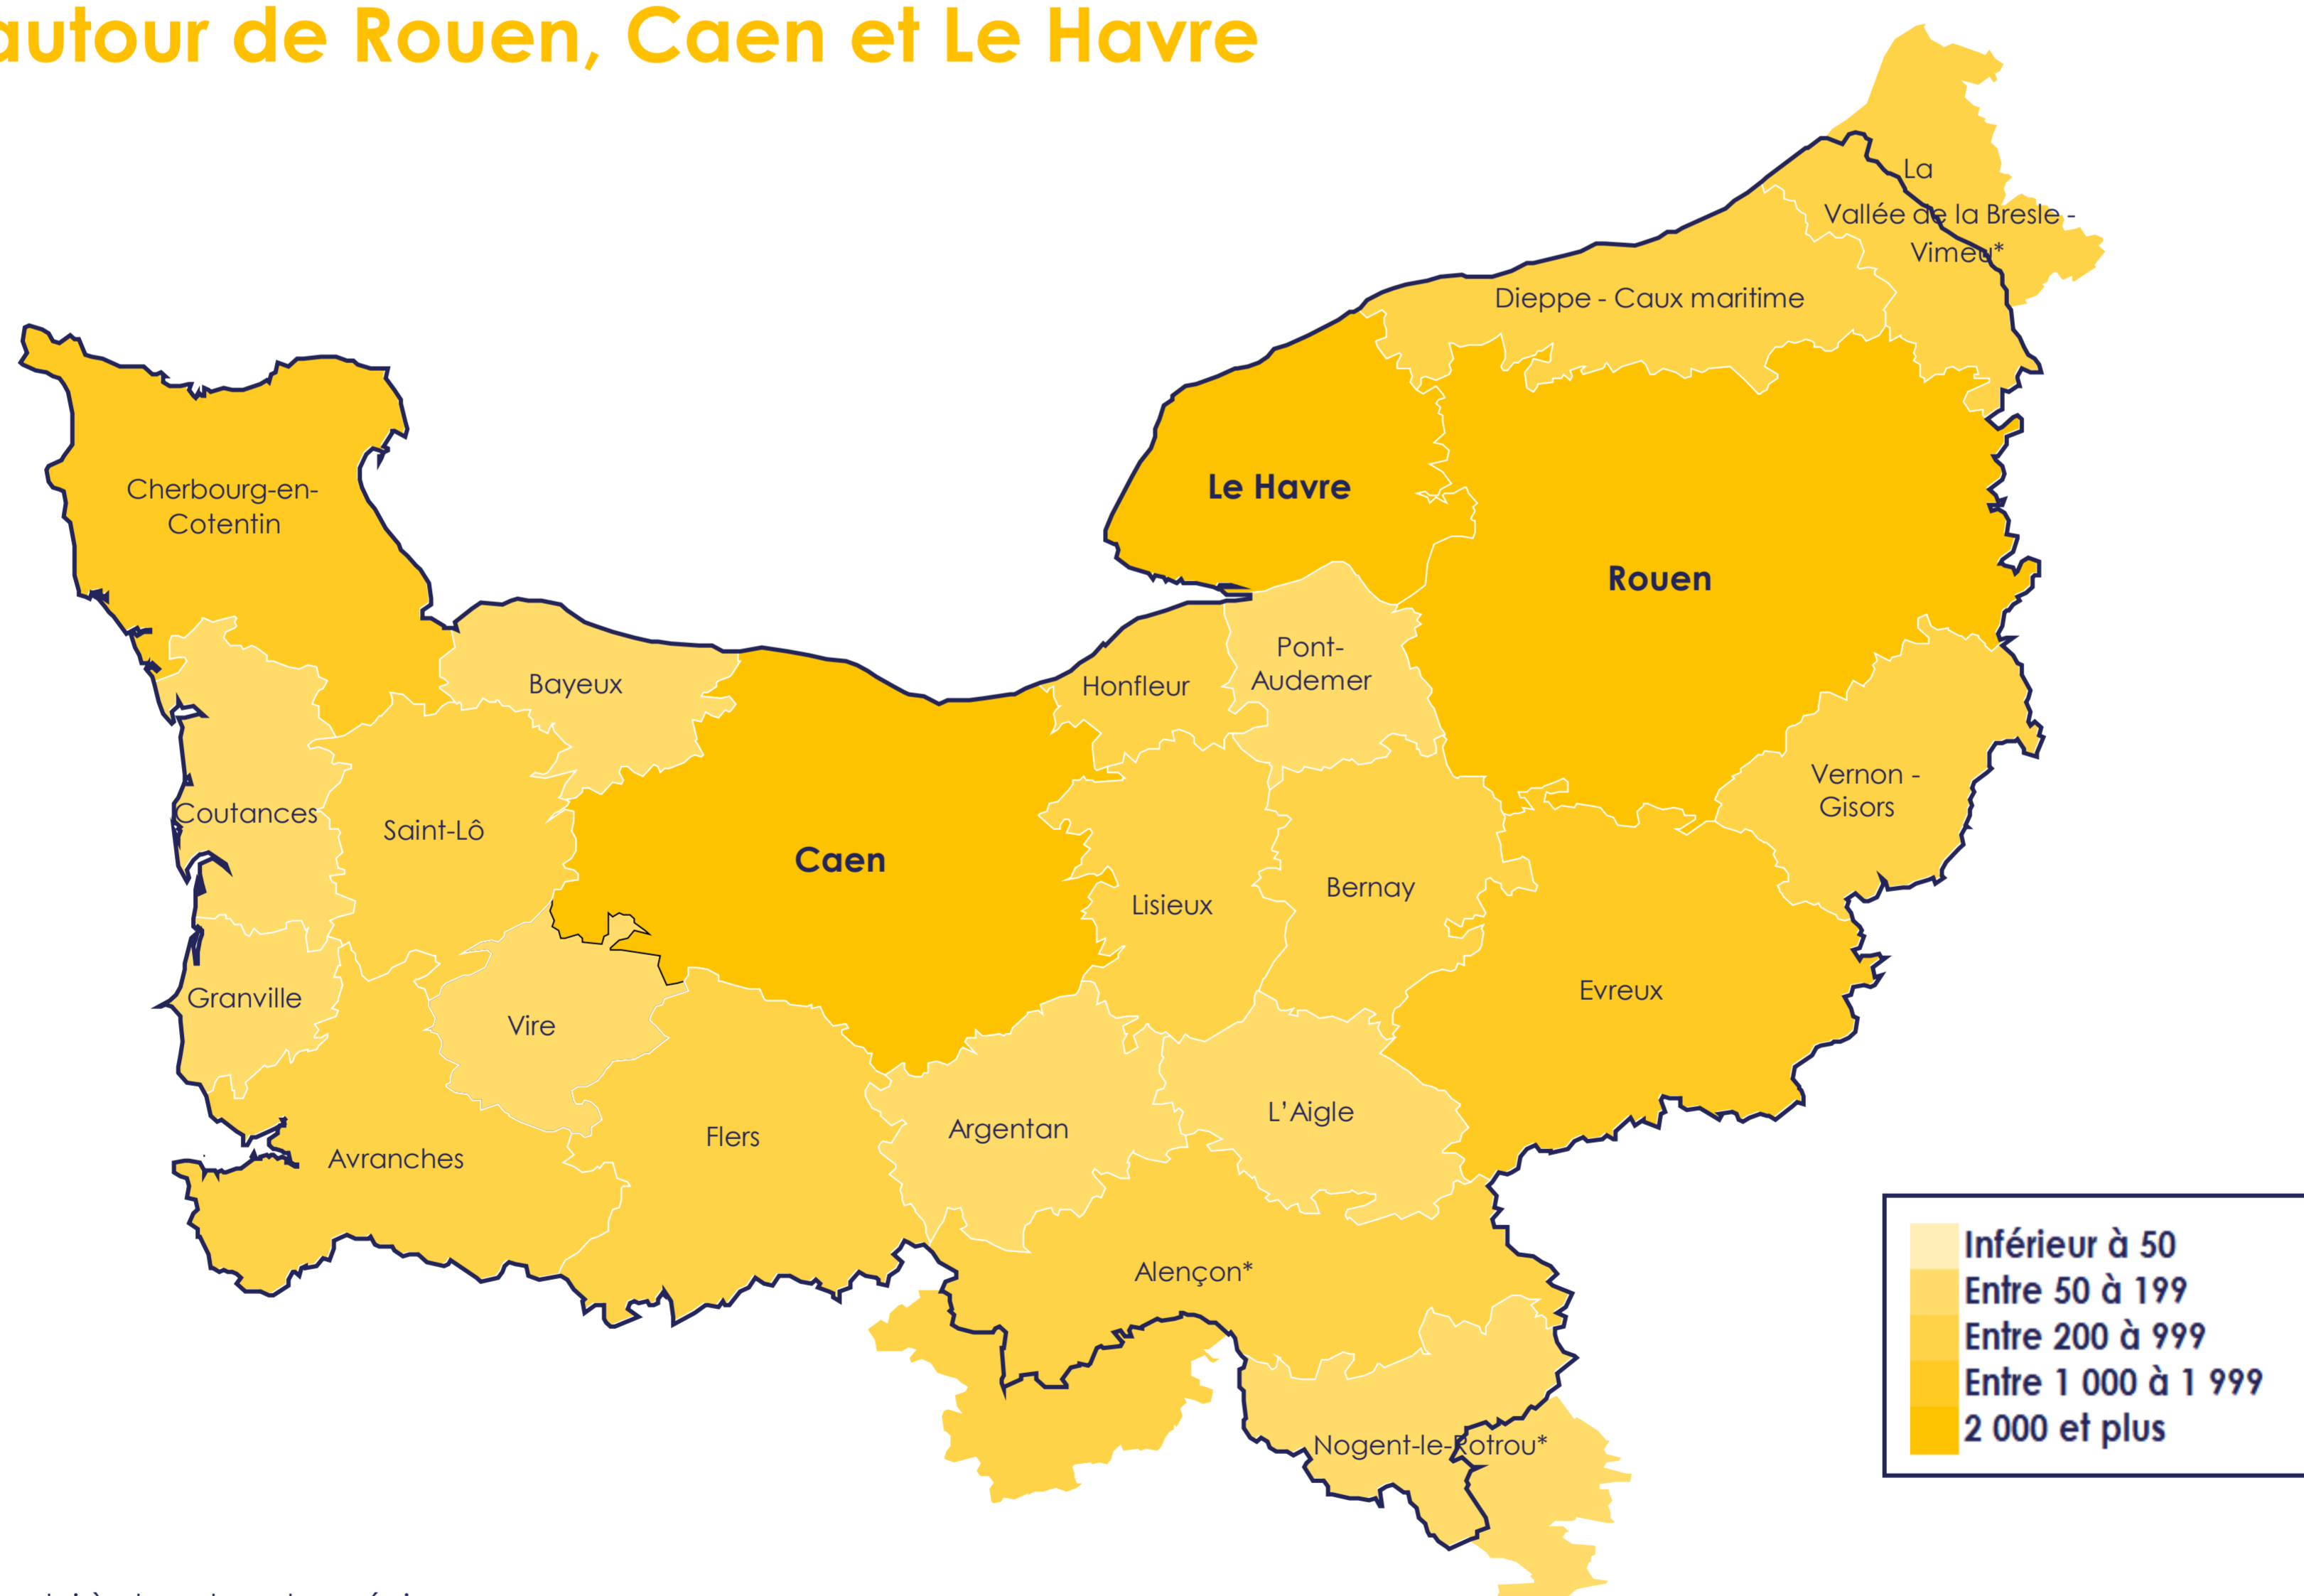 autour de Rouen, Caen et Le Havre
La
Vallée de la Bresle -
Vimeu*
Dieppe - Caux maritime
Cherbourg-en-
Cotentin
Le Havre
Rouen
Pont-
Audemer
Bayeux
Honfleur
Vernon -
Gisors
Coutances
Saint-Lô
Caen
Bernay
Lisieux
Evreux
Granville
Vire
L'Aigle
Argentan
Flers
Avranches
Alençon*
Nogent-le-Rotrou*
Inférieur à 50
Entre 50 à 199
Entre 200 à 999
Entre 1 000 à 1 999
2 000 et plus